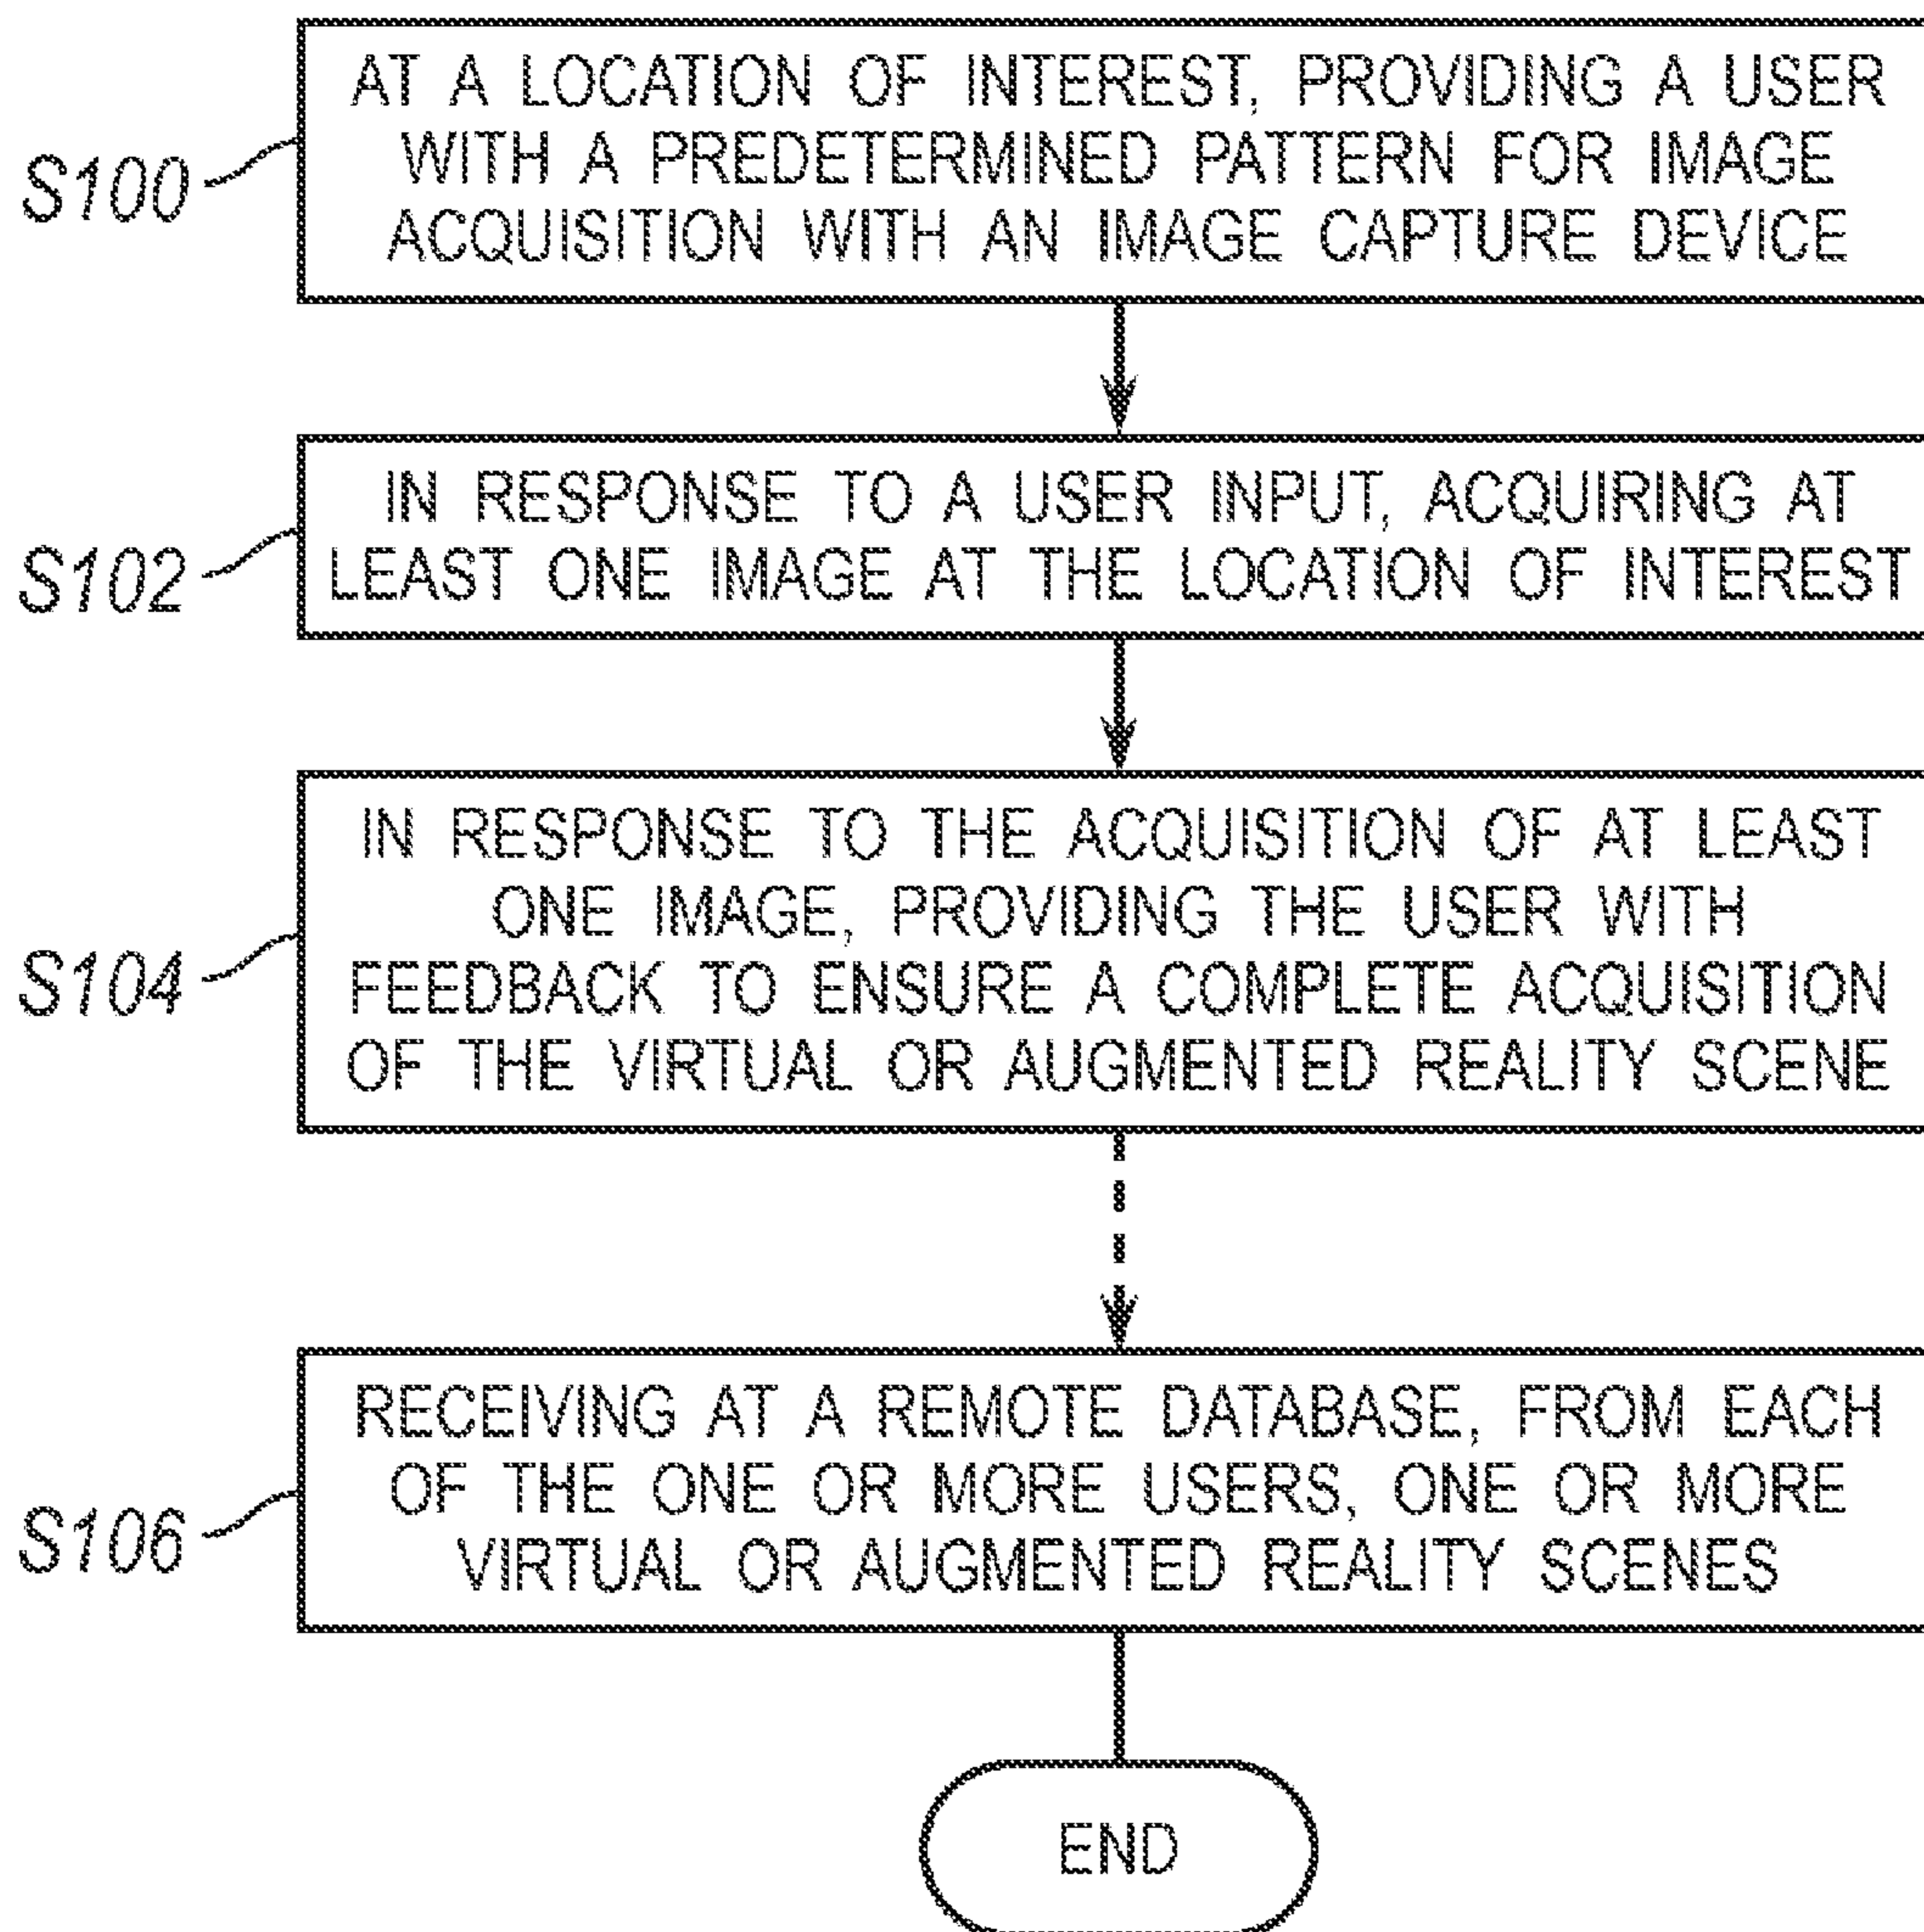 AT A LOCATION OF INTEREST, PROVIDING A USER
WITH A PREDETERMINED PATTERN FOR IMAGE
ACQUISITION WITH AN IMAGE CAPTURE DEVICE
S100
IN RESPONSE TO A USER INPUT, ACQUIRING AT
LEAST ONE IMAGE AT THE LOCATION OF INTEREST
S102
IN RESPONSE TO THE ACQUISITION OF AT LEAST
ONE IMAGE, PROVIDING THE USER WITH
FEEDBACK TO ENSURE A COMPLETE ACQUISITION
OF THE VIRTUAL OR AUGMENTED REALITY SCENE
S104
RECEIVING AT A REMOTE DATABASE, FROM EACH
OF THE ONE OR MORE USERS, ONE OR MORE
VIRTUAL OR AUGMENTED REALITY SCENES
S106
END